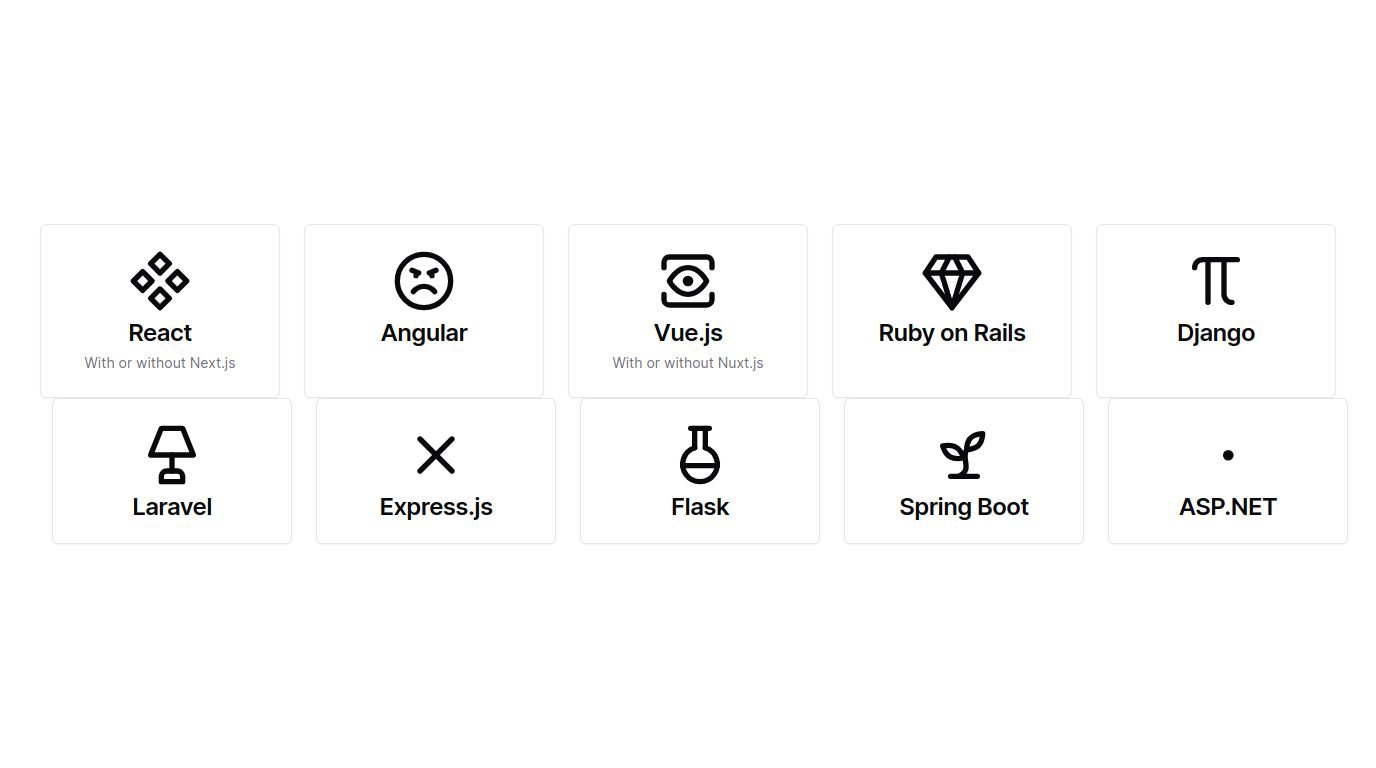 React
With or without Next.js
Angular
Vue.js
With or without Nuxt.js
Ruby on Rails
Django
Laravel
Express.js
Flask
Spring Boot
ASP.NET